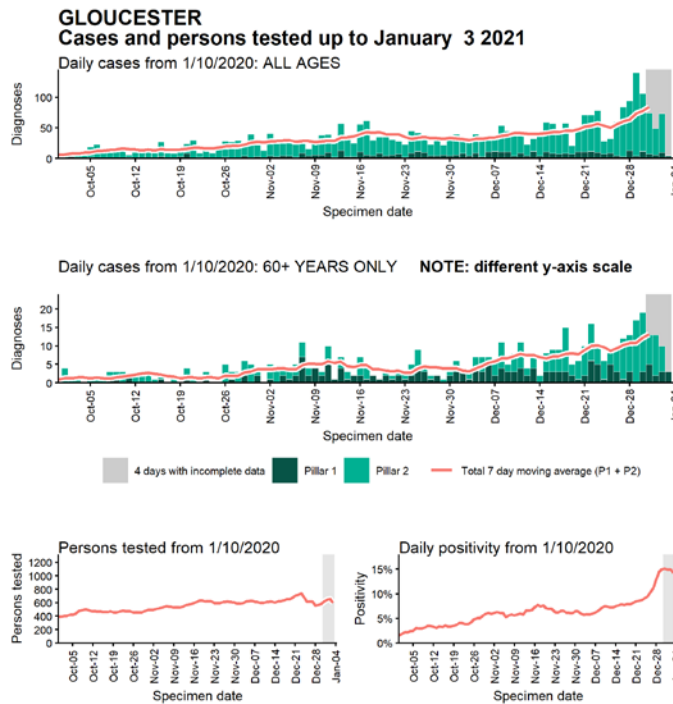 GLOUCESTER
Cases and persons tested up to January 3 2021
Daily cases from 1/10/2020: ALL AGES
Diagnoses
100
50
0
Oct-05
Oct-12
Oct-19
Oct-26
Nov-02
Nov-09
Nov-16
Nov-23
Nov-30
Dec-07
Dec-14
Dec-21
Dec-28
Specimen date
Daily cases from 1/10/2020: 60+ YEARS ONLY NOTE: different y-axis scale
Diagnoses
20
15
10
5
0
Oct-05
Oct-12
Oct-19
Oct-26
Nov-02
Nov-09
Nov-16
Nov-23
Nov-30
Dec-07
Dec-14
Dec-21
Dec-28
Specimen date
4 days with incomplete data Pillar 1 Pillar 2 Total 7 day moving average (P1 + P2)
Persons tested from 1/10/2020
Persons tested
1200
1000
800
600
400
200
0
Oct-05
Oct-12
Oct-19
Oct-26
Nov-02
Nov-09
Nov-16
Nov-23
Nov-30
Dec-07
Dec-14
Dec-21
Dec-28
Jan-04
Specimen date
Daily positivity from 1/10/2020
Positivity
15%
10%
5%
0%
Oct-05
Oct-12
Oct-19
Oct-26
Nov-02
Nov-09
Nov-16
Nov-23
Nov-30
Dec-07
Dec-14
Dec-21
Dec-28
Specimen date